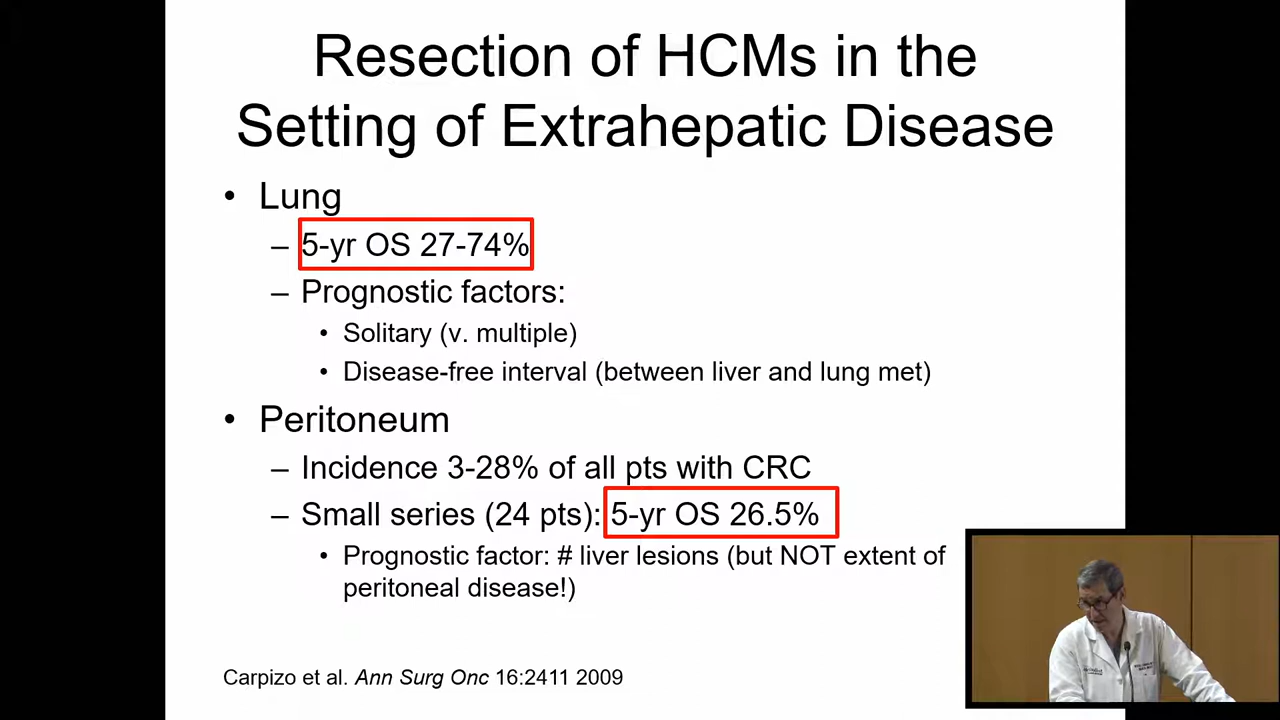 Resection of HCMs in the
Setting of Extrahepatic Disease
• Lung
– 5-yr OS 27-74%
– Prognostic factors:
• Solitary (v. multiple)
• Disease-free interval (between liver and lung met)
• Peritoneum
– Incidence 3-28% of all pts with CRC
– Small series (24 pts): 5-yr OS 26.5%
• Prognostic factor: # liver lesions (but NOT extent of
peritoneal disease!)
Carpizo et al. Ann Surg Onc 16:2411 2009